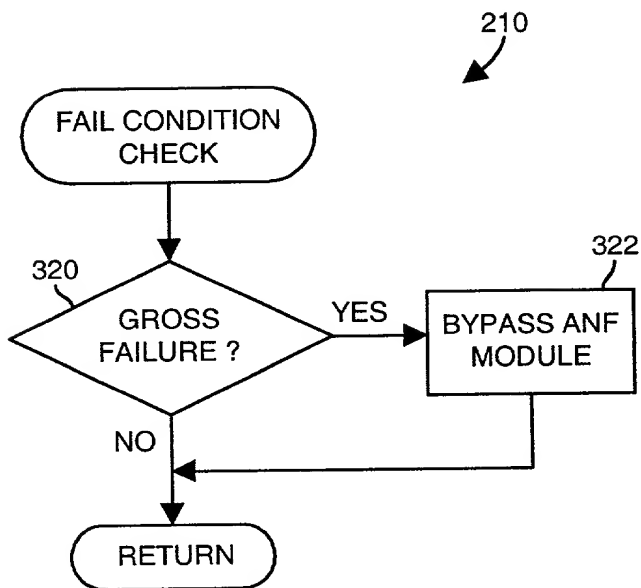 210
FAIL CONDITION
CHECK
320
GROSS
FAILURE ?
YES
322
BYPASS ANF
MODULE
NO
RETURN